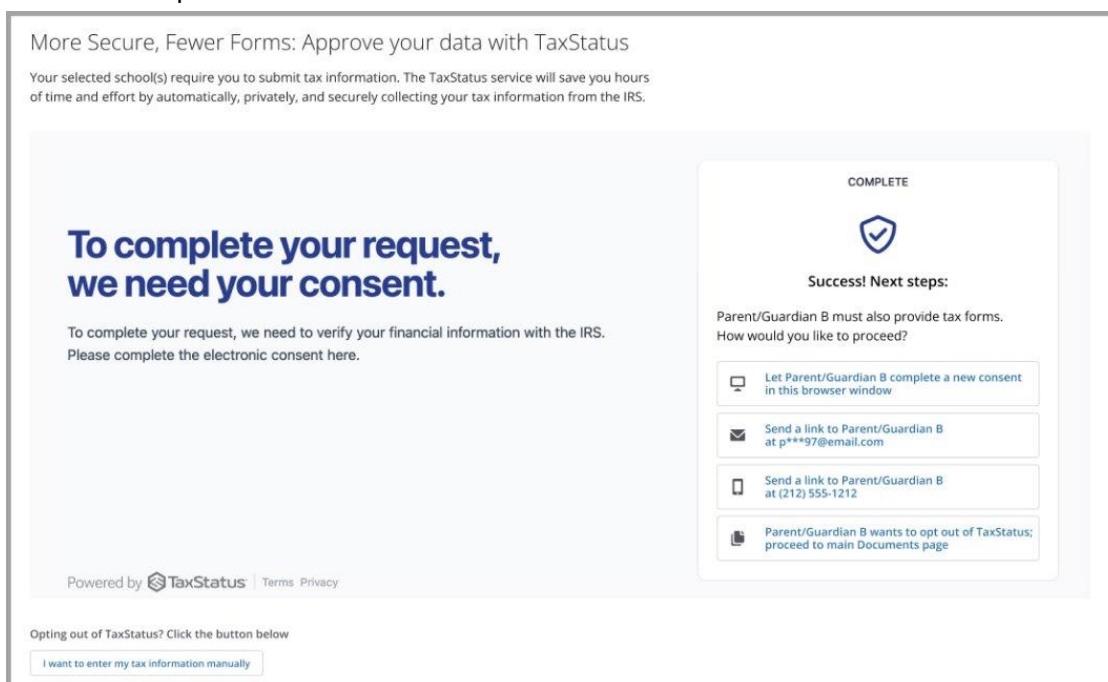 More Secure, Fewer Forms: Approve your data with TaxStatus
Your selected school(s) require you to submit tax information. The TaxStatus service will save you hours
of time and effort by automatically, privately, and securely collecting your tax information from the IRS.
To complete your request,
we need your consent.
To complete your request, we need to verify your financial information with the IRS.
Please complete the electronic consent here.
Powered by TaxStatus | Terms Privacy
COMPLETE
Success! Next steps:
Parent/Guardian B must also provide tax forms.
How would you like to proceed?
Let Parent/Guardian B complete a new consent
in this browser window
Send a link to Parent/Guardian B
at p***97@email.com
Send a link to Parent/Guardian B
at (212) 555-1212
Parent/Guardian B wants to opt out of TaxStatus;
proceed to main Documents page
Opting out of TaxStatus? Click the button below
I want to enter my tax information manually